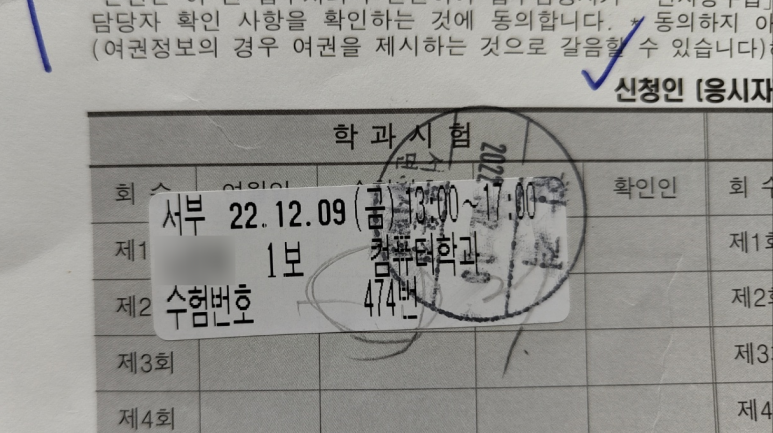 담당자 확인 사항을 확인하는 것에 동의합니다. * 동의하지 아
(여권정보의 경우 여권을 제시하는 것으로 갈음할 수 있습니다)
신청인 (응시자
학 과 시 험
회 수
확인인
회 수
서부 22.12.09(금) 13:00~17:00
제1
1보 컴퓨터학과
제1회
제2
수험번호 474번
제2회
제3회
제3
제4회
제4
2022